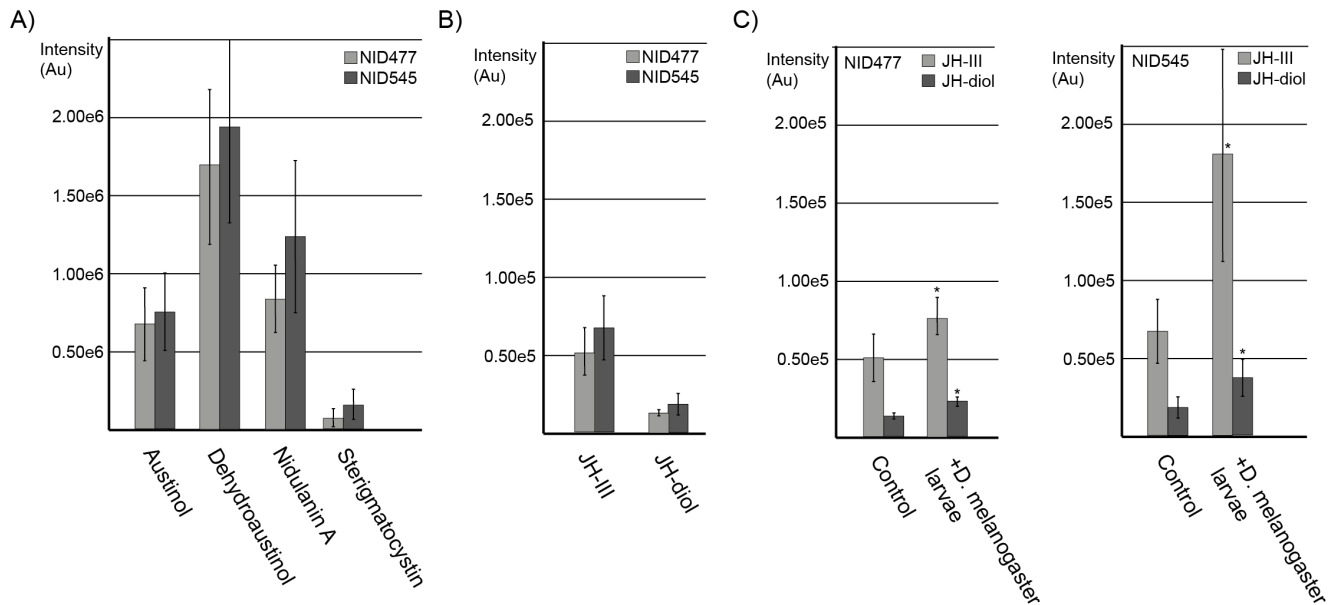 A)
Intensity
(Au)
NID477
NID545
2.00e6
1.50e6
1.00e6
0.50e6
Austinol
Dehydroaustinol
Nidulanin A
Sterigmatocystin
B)
Intensity
(Au)
NID477
NID545
2.00e5
1.50e5
1.00e5
0.50e5
JH-III
JH-diol
C)
Intensity
(Au)
NID477
JH-III
JH-diol
2.00e5
1.50e5
1.00e5
0.50e5
*
*
Control
+D. melanogaster
larvae
Intensity
(Au)
NID545
JH-III
JH-diol
2.00e5
1.50e5
1.00e5
0.50e5
*
*
Control
+D. melanogaster
larvae